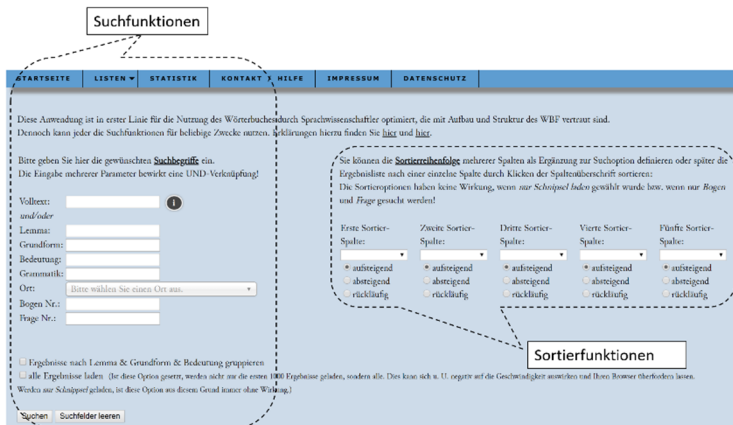 Suchfunktionen
STARTSEITE LISTEN STATISTIK KONTAKT HILFE IMPRESSUM DATENSCHUTZ
Diese Anwendung ist in erster Linie für die Nutzung des Wörterbuches durch Sprachwissenschaftler optimiert, die mit Aufbau und Struktur des WBF vertraut sind.
Dennoch kann jeder die Suchfunktionen für beliebige Zwecke nutzen. Erklärungen hierzu finden Sie hier und hier.
Bitte geben Sie hier die gewünschten Suchbegriffe ein.
Die Eingabe mehrerer Parameter bewirkt eine UND-Verknüpfung!
Volltext:
und/oder
Lemma:
Grundform:
Bedeutung:
Grammatik:
Ort: Bitte wählen Sie einen Ort aus.
Bogen Nr.:
Frage Nr.:
Sie können die Sortierreihenfolge mehrerer Spalten als Ergänzung zur Suchoption definieren oder später die
Ergebnisliste nach einer einzelne Spalte durch Klicken der Spaltenüberschrift sortieren:
Die Sortieroptionen haben keine Wirkung, wenn nur Schnipsel laden gewählt wurde bzw. wenn nur Bogen
und Frage gesucht werden!
Erste Sortier- Zweite Sortier- Dritte Sortier- Vierte Sortier- Fünfte Sortier-
Spalte: Spalte: Spalte: Spalte: Spalte:
aufsteigend aufsteigend aufsteigend aufsteigend aufsteigend
absteigend absteigend absteigend absteigend absteigend
rückläufig rückläufig rückläufig rückläufig rückläufig
Sortierfunktionen
Ergebnisse nach Lemma & Grundform & Bedeutung gruppieren
alle Ergebnisse laden (Ist diese Option gesetzt, werden nicht nur die ersten 1000 Ergebnisse geladen, sondern alle. Dies kann sich u. U. negativ auf die Geschwindigkeit auswirken und Ihren Browser überfordern lassen.
Werden nur Schnippsel geladen, ist diese Option aus diesem Grund immer ohne Wirkung.)
Suchen Suchfelder leeren